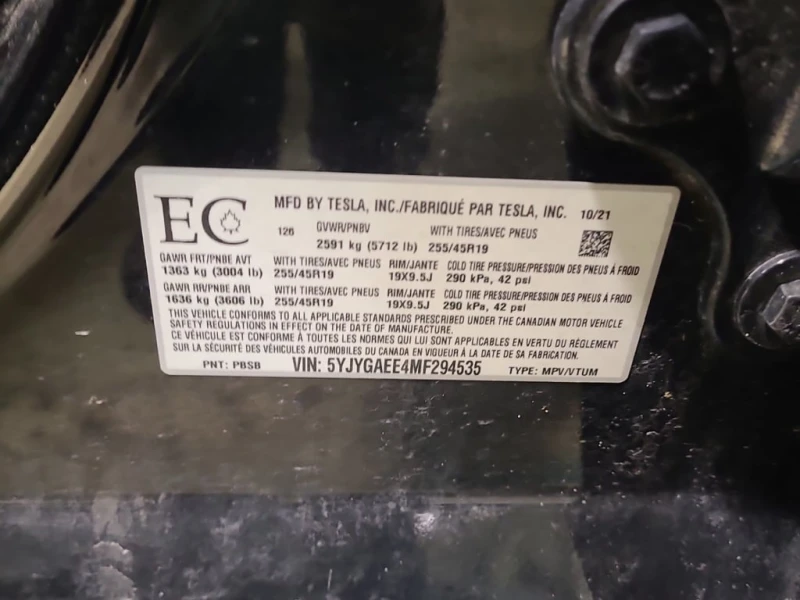 EC
MFD BY TESLA, INC./FABRIQUÉ PAR TESLA, INC. 10/21
126 GVWR/PNBV WITH TIRES/AVEC PNEUS
2591 kg (5712 lb) 255/45R19
GAWR FRT/PNBE AVT WITH TIRES/AVEC PNEUS RIM/JANTE COLD TIRE PRESSURE/PRESSION DES PNEUS À FROID
1363 kg (3004 lb) 255/45R19 19X9.5J 290 kPa, 42 psi
GAWR RR/PNBE ARR WITH TIRES/AVEC PNEUS RIM/JANTE COLD TIRE PRESSURE/PRESSION DES PNEUS À FROID
1636 kg (3606 lb) 255/45R19 19X9.5J 290 kPa, 42 psi
THIS VEHICLE CONFORMS TO ALL APPLICABLE STANDARDS PRESCRIBED UNDER THE CANADIAN MOTOR VEHICLE
SAFETY REGULATIONS IN EFFECT ON THE DATE OF MANUFACTURE.
CE VÉHICULE EST CONFORME À TOUTES LES NORMES QUI LUI SONT APPLICABLES EN VERTU DU RÈGLEMENT
SUR LA SÉCURITÉ DES VÉHICULES AUTOMOBILES DU CANADA EN VIGUEUR À LA DATE DE SA FABRICATION.
PNT: PBSB VIN: 5YJYGAEE4MF294535 TYPE: MPV/VTUM